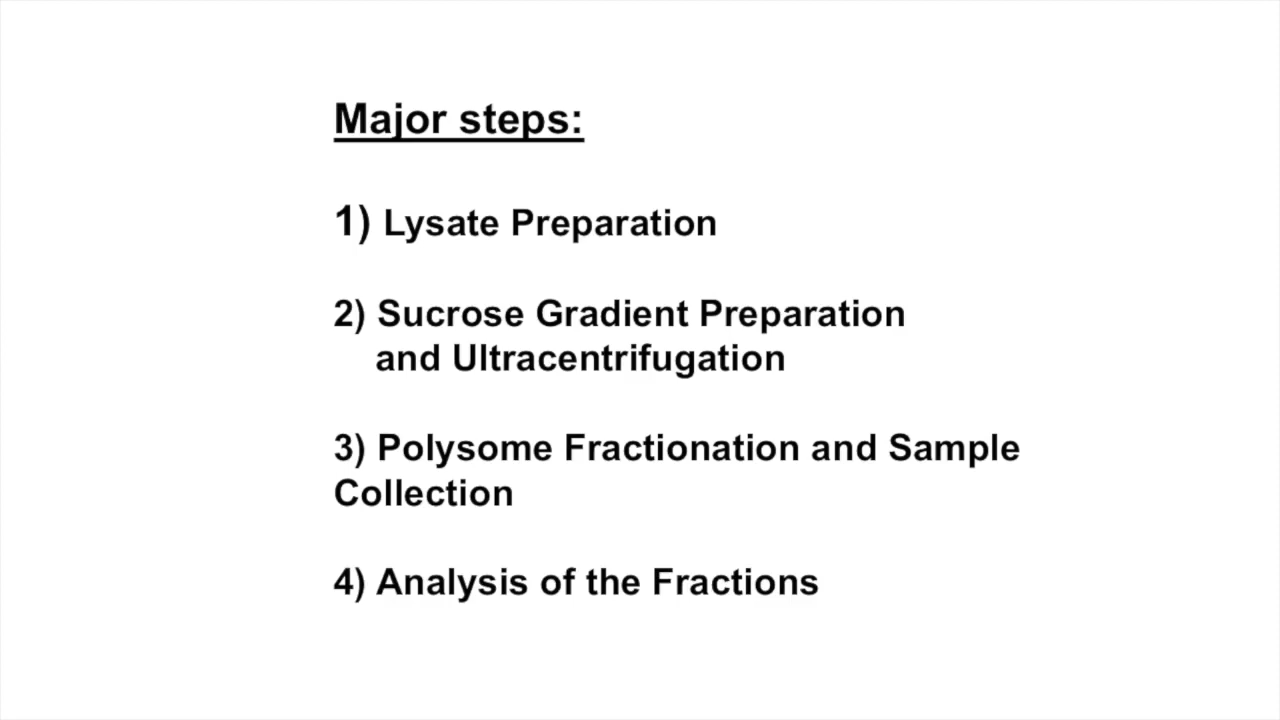 Major steps:
1) Lysate Preparation
2) Sucrose Gradient Preparation
and Ultracentrifugation
3) Polysome Fractionation and Sample
Collection
4) Analysis of the Fractions